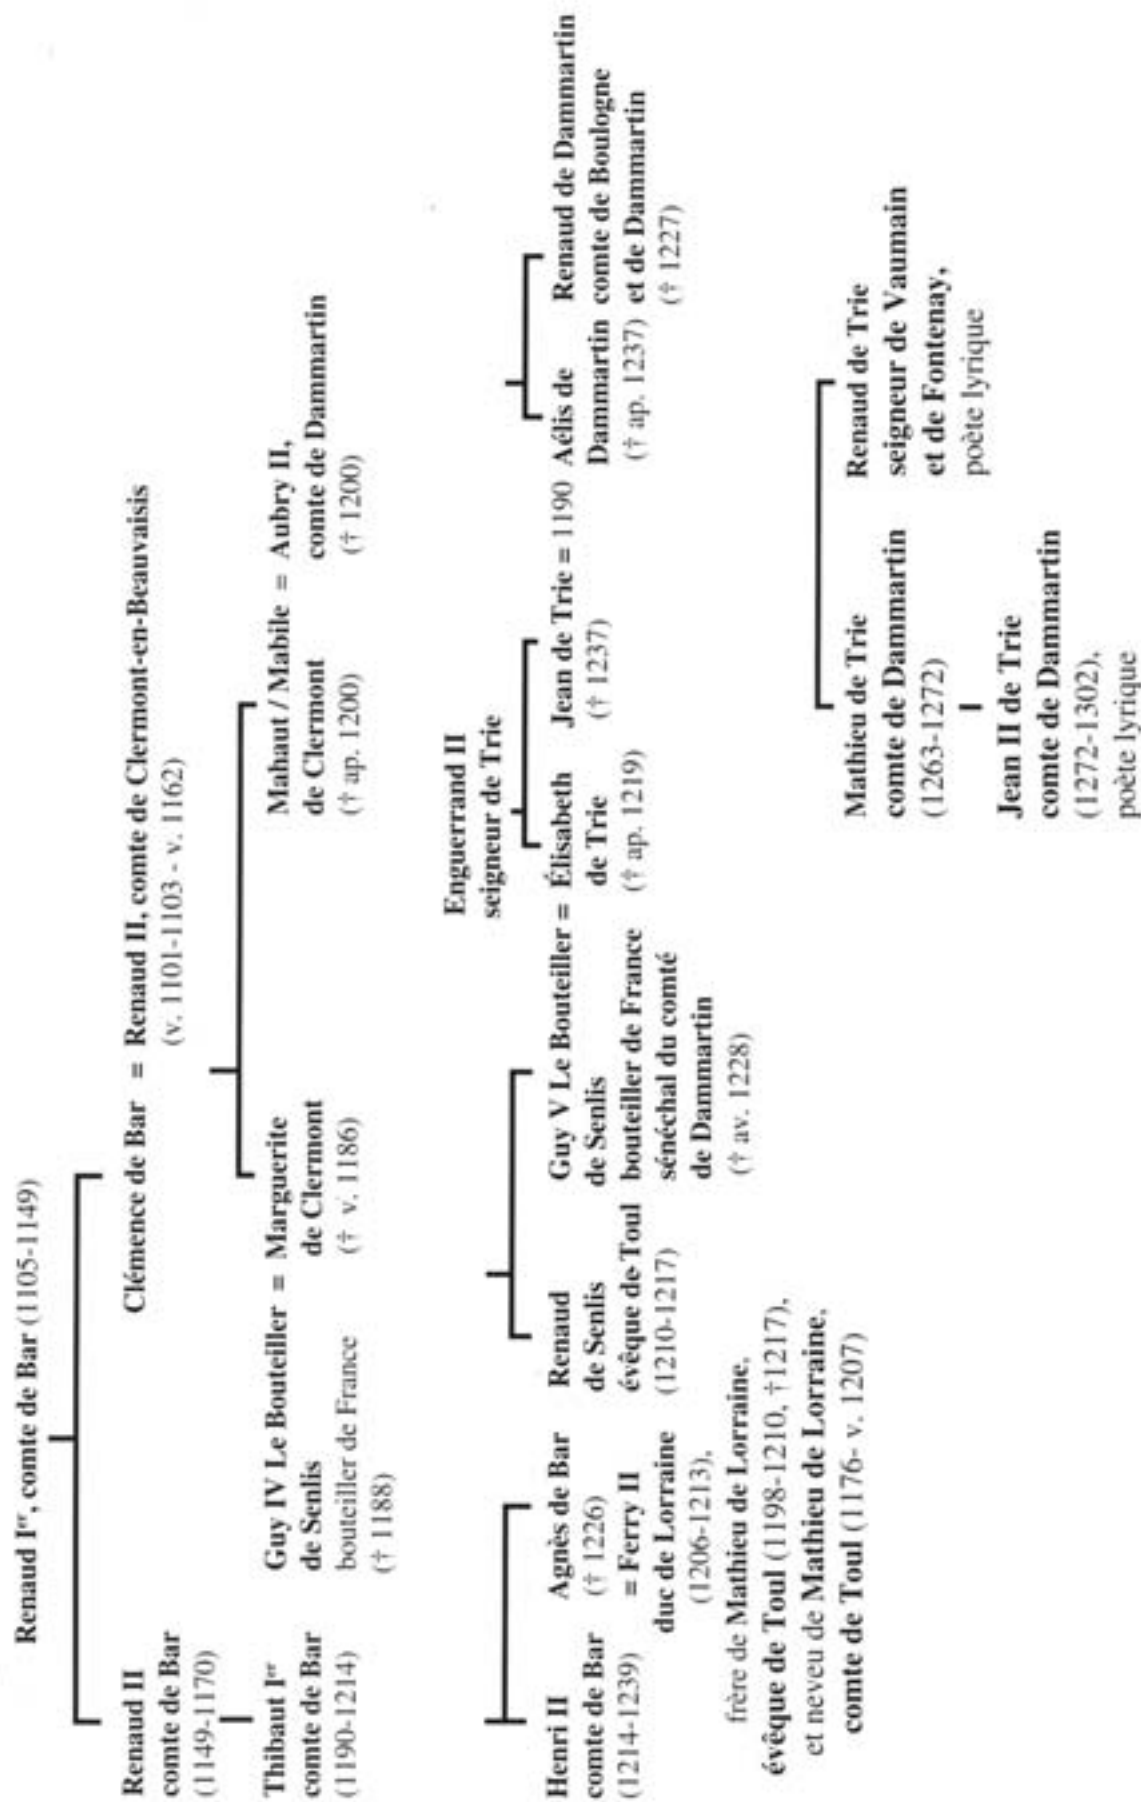 Renaud Iᵉʳ, comte de Bar (1105-1149)
Renaud II
comte de Bar
(1149-1170)
Clémence de Bar = Renaud II, comte de Clermont-en-Beauvaisis
(v. 1101-1103 - v. 1162)
Thibaut Iᵉʳ
comte de Bar
(1190-1214)
Guy IV Le Bouteiller = Marguerite
de Senlis
bouteiller de France
(† 1188)
de Clermont
(† v. 1186)
Mahaut / Mabile = Aubry II,
de Clermont
(† ap. 1200)
comte de Dammartin
(† 1200)
Enguerrand II
seigneur de Trie
Henri II
comte de Bar
(1214-1239)
Agnès de Bar
(† 1226)
= Ferry II
duc de Lorraine
(1206-1213),
frère de Mathieu de Lorraine,
évêque de Toul (1198-1210, †1217),
et neveu de Mathieu de Lorraine,
comte de Toul (1176- v. 1207)
Renaud
de Senlis
évêque de Toul
(1210-1217)
Guy V Le Bouteiller = Élisabeth
de Senlis
bouteiller de France
sénéchal du comté
de Dammartin
(† av. 1228)
de Trie
(† ap. 1219)
Jean de Trie = 1190 Aélis de
(† 1237)
Dammartin
(† ap. 1237)
Renaud de Dammartin
comte de Boulogne
et de Dammartin
(† 1227)
Mathieu de Trie
comte de Dammartin
(1263-1272)
Renaud de Trie
seigneur de Vaumain
et de Fontenay,
poète lyrique
Jean II de Trie
comte de Dammartin
(1272-1302),
poète lyrique